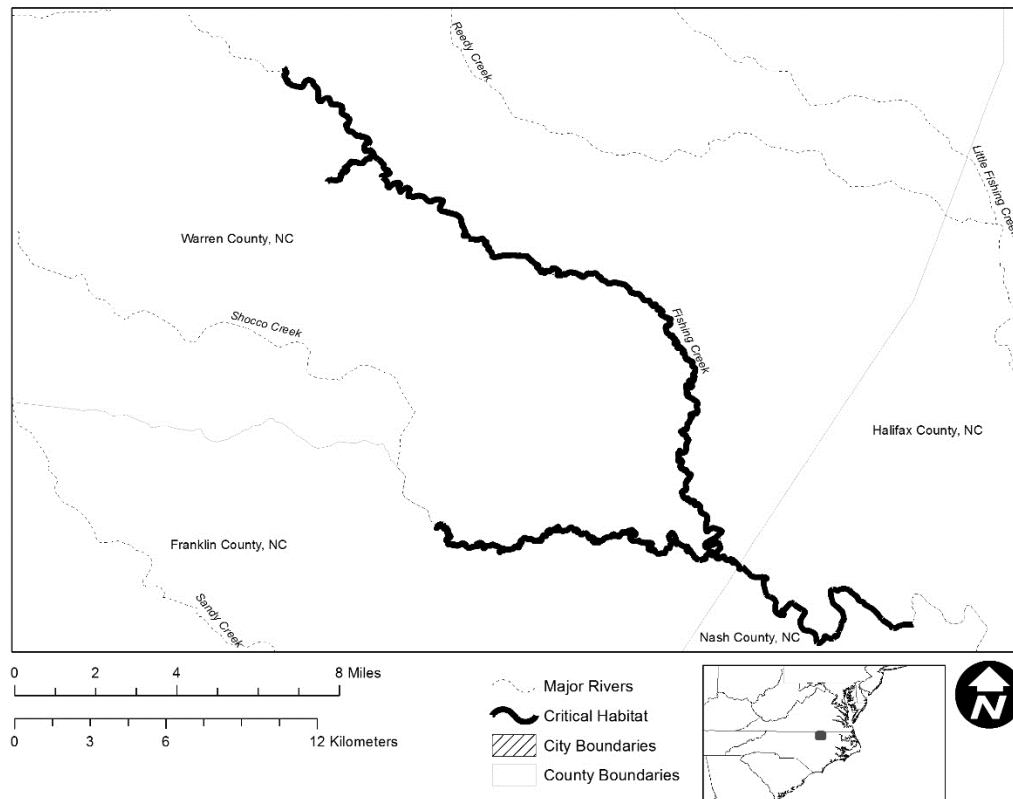 Reedy Creek
Little Fishing Creek
Warren County, NC
Shocco Creek
Fishing Creek
Halifax County, NC
Franklin County, NC
Sandy Creek
Nash County, NC
0 2 4 8 Miles
0 3 6 12 Kilometers
Major Rivers
Critical Habitat
City Boundaries
County Boundaries
N